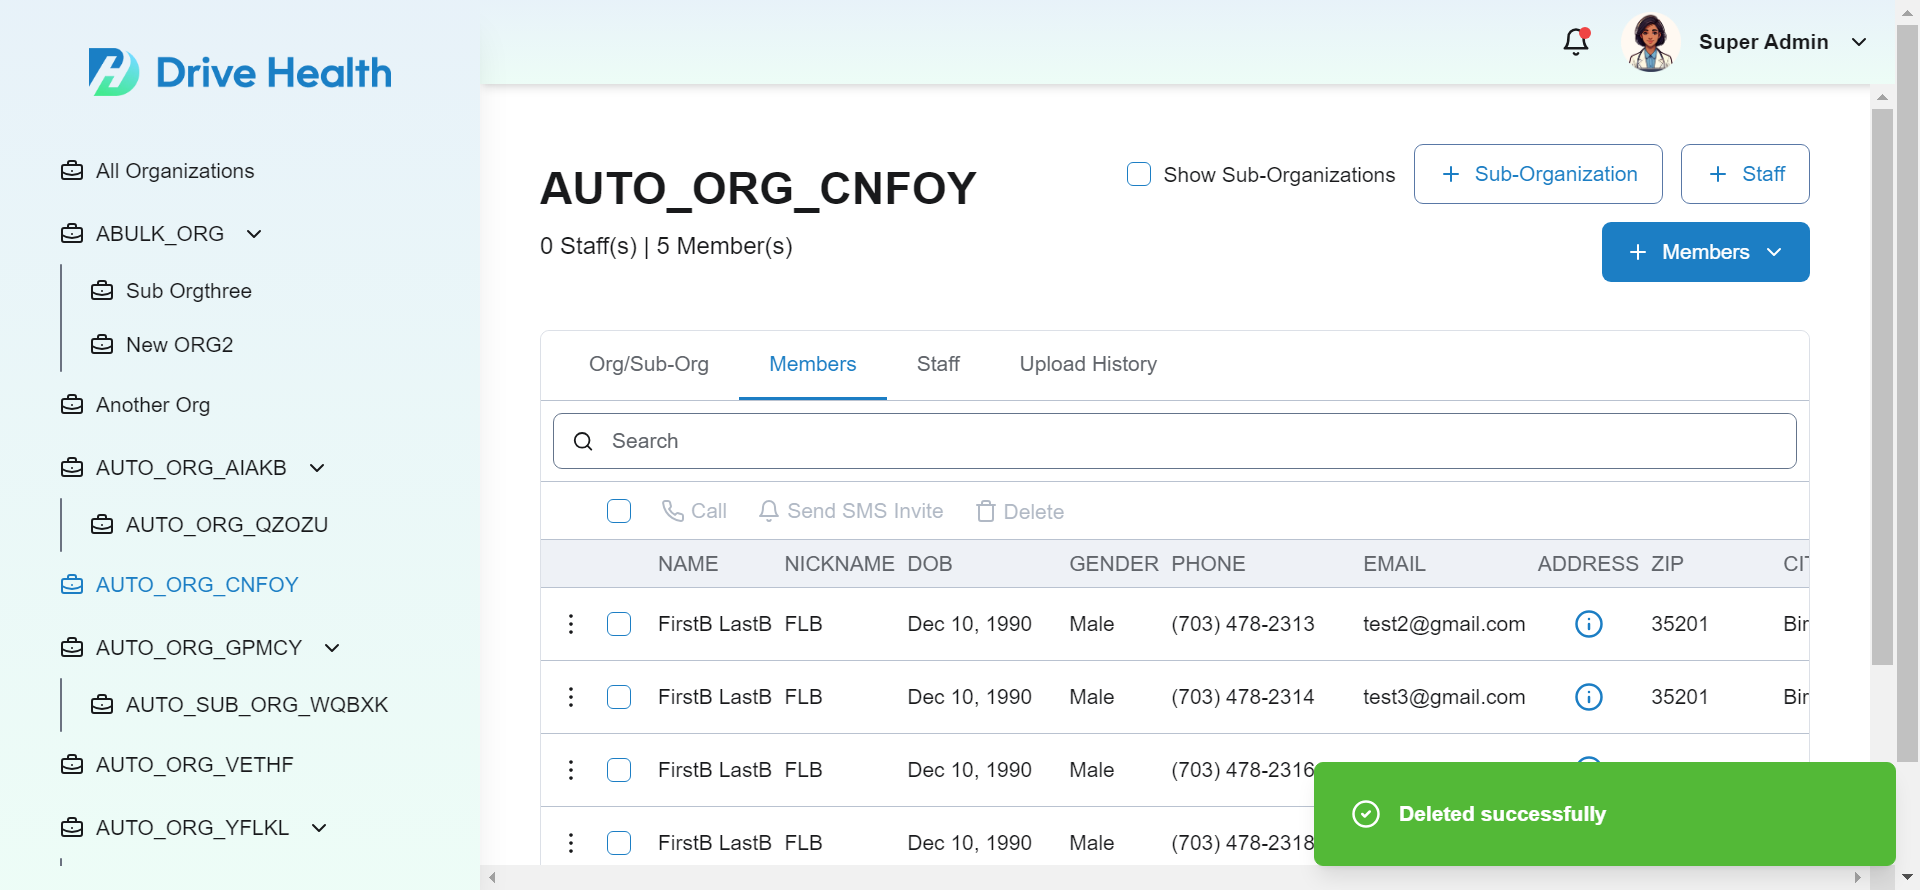 Drive Health
Super Admin
All Organizations
ABULK_ORG
Sub Orgthree
New ORG2
Another Org
AUTO_ORG_AIAKB
AUTO_ORG_QZOZU
AUTO_ORG_CNFOY
AUTO_ORG_GPMCY
AUTO_SUB_ORG_WQBXK
AUTO_ORG_VETHF
AUTO_ORG_YFLKL
AUTO_ORG_CNFOY
0 Staff(s) | 5 Member(s)
Show Sub-Organizations
+ Sub-Organization
+ Staff
+ Members
Org/Sub-Org Members Staff Upload History
Search
Call Send SMS Invite Delete
NAME NICKNAME DOB GENDER PHONE EMAIL ADDRESS ZIP CIT
FirstB LastB FLB Dec 10, 1990 Male (703) 478-2313 test2@gmail.com 35201 Bir
FirstB LastB FLB Dec 10, 1990 Male (703) 478-2314 test3@gmail.com 35201 Bir
FirstB LastB FLB Dec 10, 1990 Male (703) 478-2316
FirstB LastB FLB Dec 10, 1990 Male (703) 478-2318
Deleted successfully